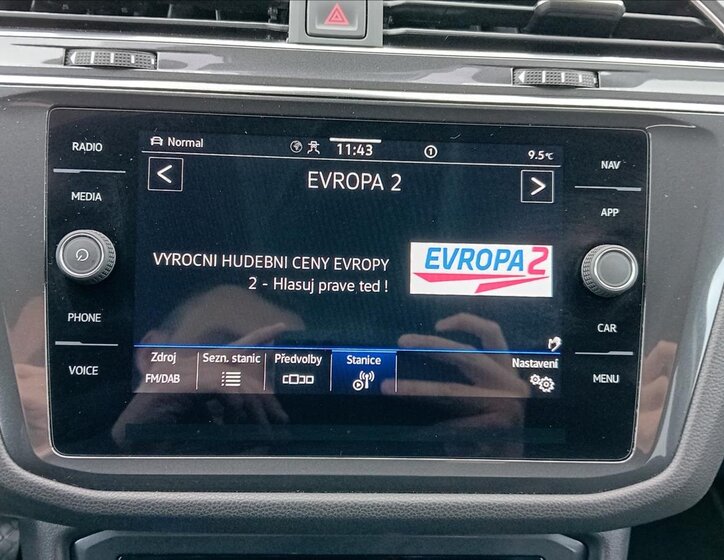 RADIO
MEDIA
PHONE
VOICE
Normal
11:43
1
9.5°C
<
EVROPA 2
>
VYROCNI HUDEBNI CENY EVROPY
2 - Hlasuj prave ted !
EVROPA 2
Zdroj
FM/DAB
Sezn. stanic
Předvolby
Stanice
Nastavení
NAV
APP
CAR
MENU